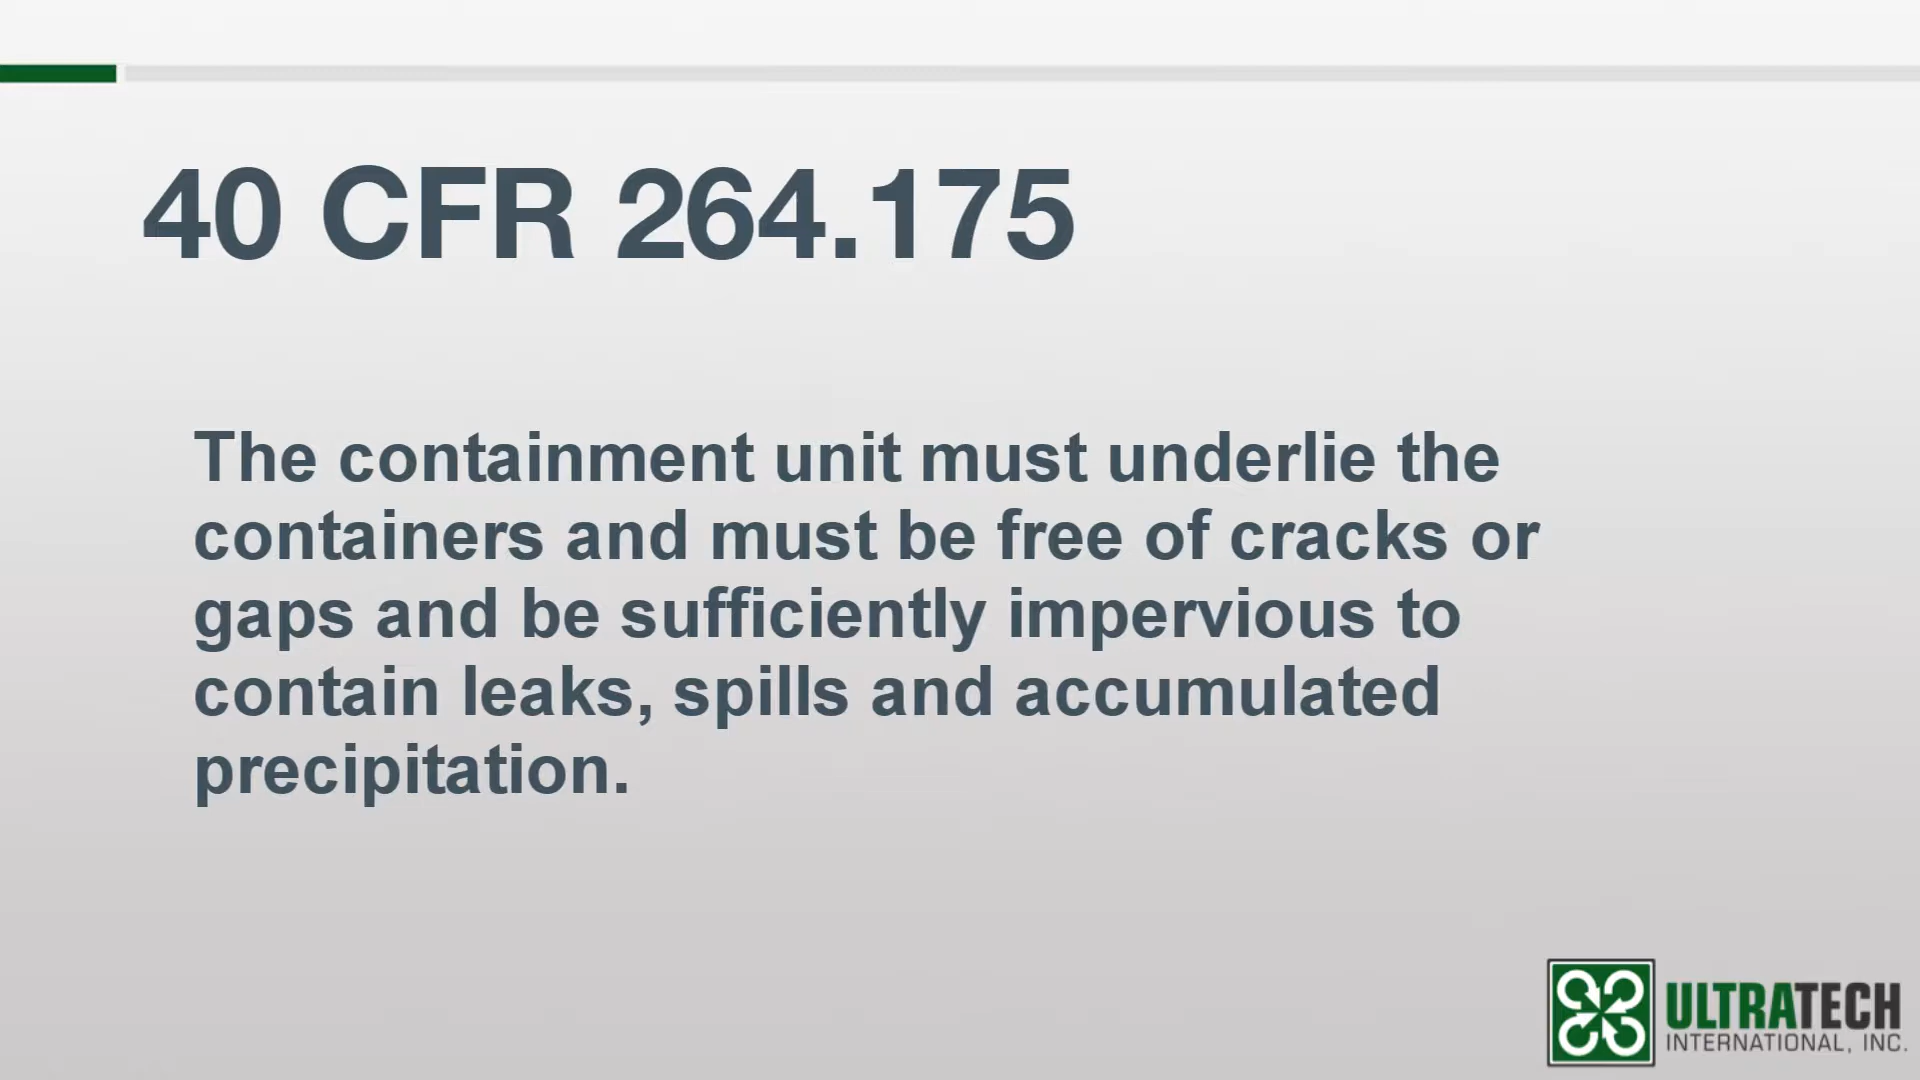 40 CFR 264.175
The containment unit must underlie the
containers and must be free of cracks or
gaps and be sufficiently impervious to
contain leaks, spills and accumulated
precipitation.
ULTRATECH
INTERNATIONAL, INC.